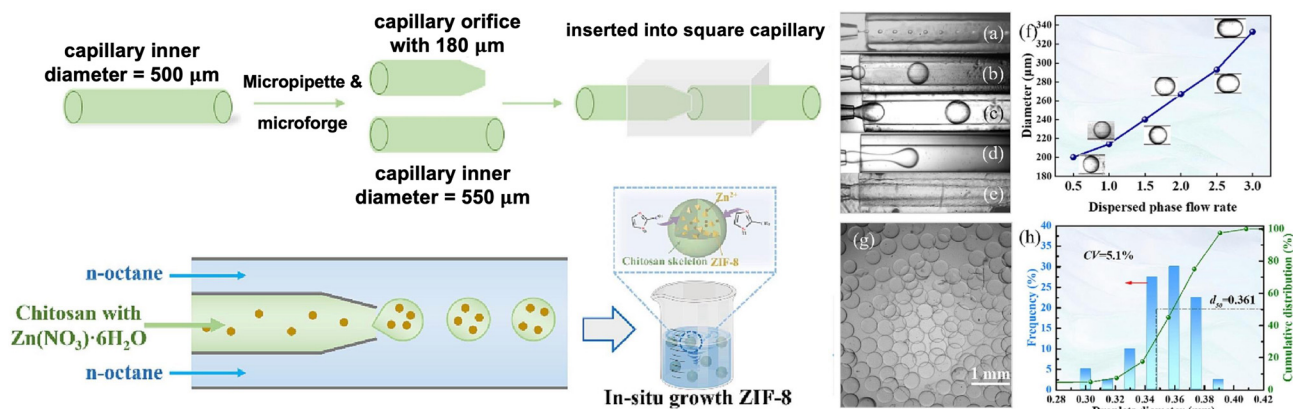 capillary inner
diameter = 500 μm
Micropipette &
microforge
capillary orifice
with 180 μm
capillary inner
diameter = 550 μm
inserted into square capillary
n-octane
Chitosan with
Zn(NO₃)·6H₂O
n-octane
Zn²⁺
Chitosan skeleton
ZIF-8
In-situ growth ZIF-8
(a)
(b)
(c)
(d)
(e)
(f)
Diameter (μm)
340
320
300
280
260
240
220
200
180
0.5 1.0 1.5 2.0 2.5 3.0
Dispersed phase flow rate
(g)
1 mm
(h)
CV=5.1%
d₅₀=0.361
Frequency (%)
40
35
30
25
20
15
10
5
0
Cumulative distribution (%)
100
80
60
40
20
0
0.28 0.30 0.32 0.34 0.36 0.38 0.40 0.42